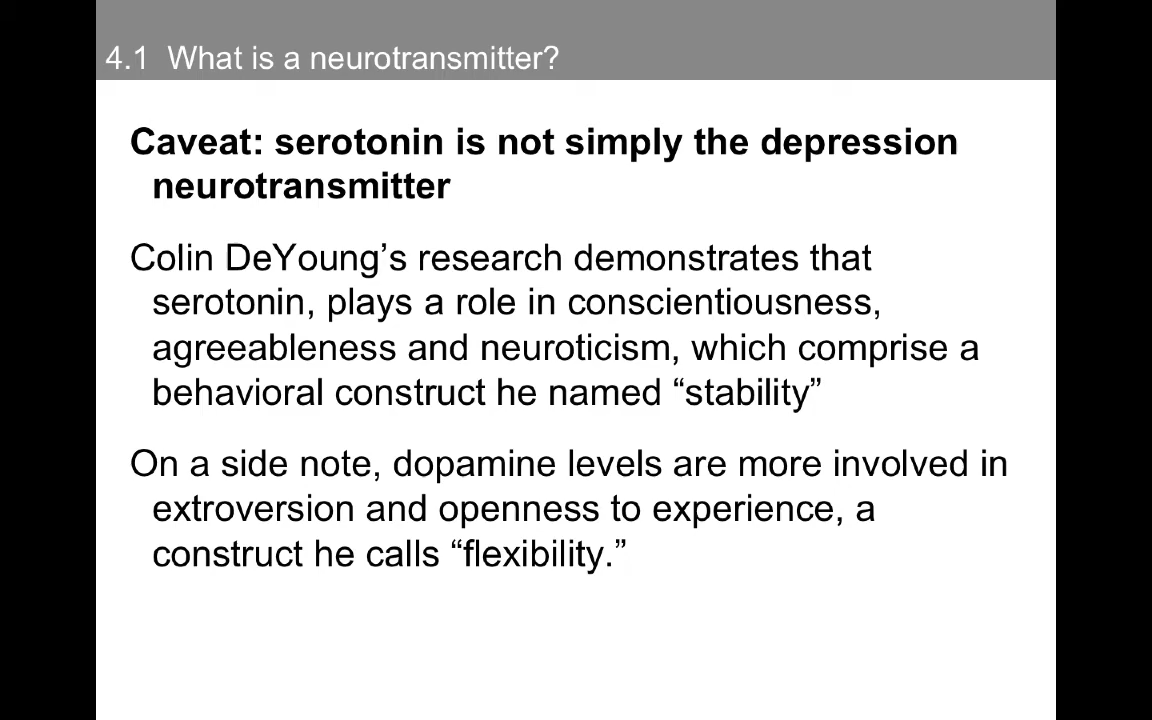 4.1 What is a neurotransmitter?
Caveat: serotonin is not simply the depression
neurotransmitter
Colin DeYoung’s research demonstrates that
serotonin, plays a role in conscientiousness,
agreeableness and neuroticism, which comprise a
behavioral construct he named “stability”
On a side note, dopamine levels are more involved in
extroversion and openness to experience, a
construct he calls “flexibility.”